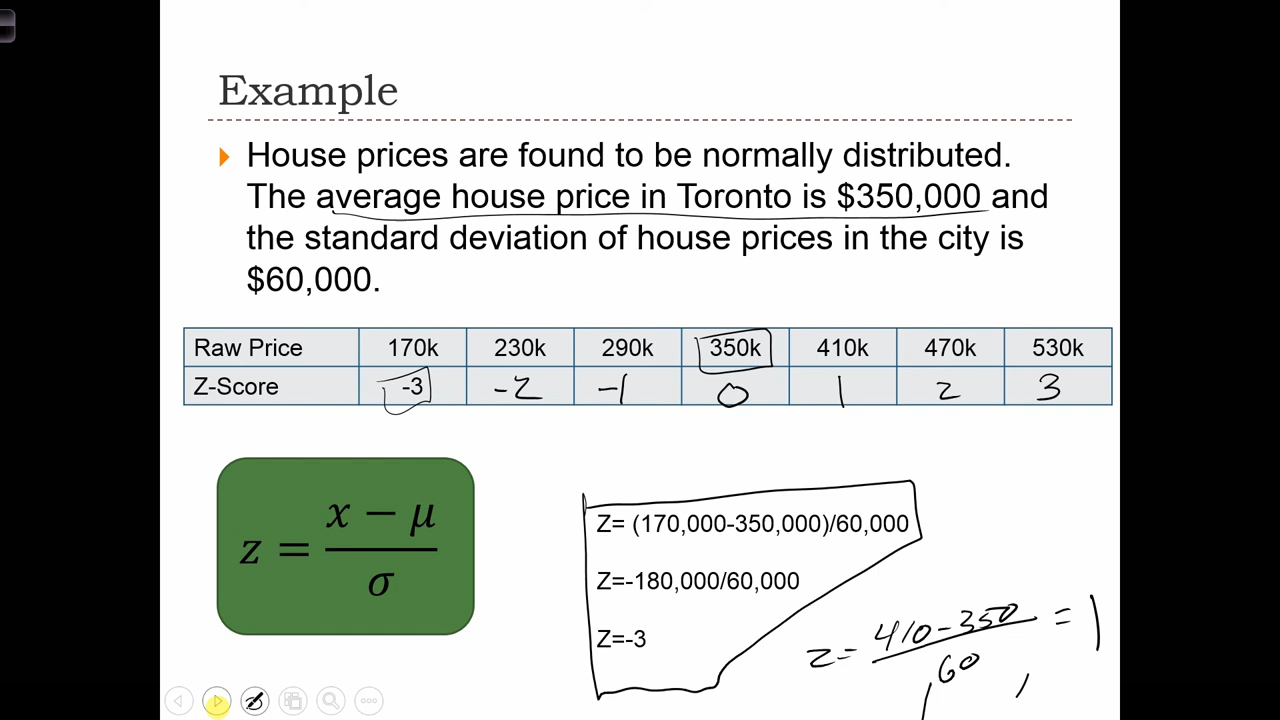 Example
House prices are found to be normally distributed.
The average house price in Toronto is $350,000 and
the standard deviation of house prices in the city is
$60,000.
Raw Price 170k 230k 290k 350k 410k 470k 530k
Z-Score -3 -2 -1 0 1 2 3
z = (x − μ)/σ
Z= (170,000-350,000)/60,000
Z=-180,000/60,000
Z=-3
z= 410-350 = 1
60